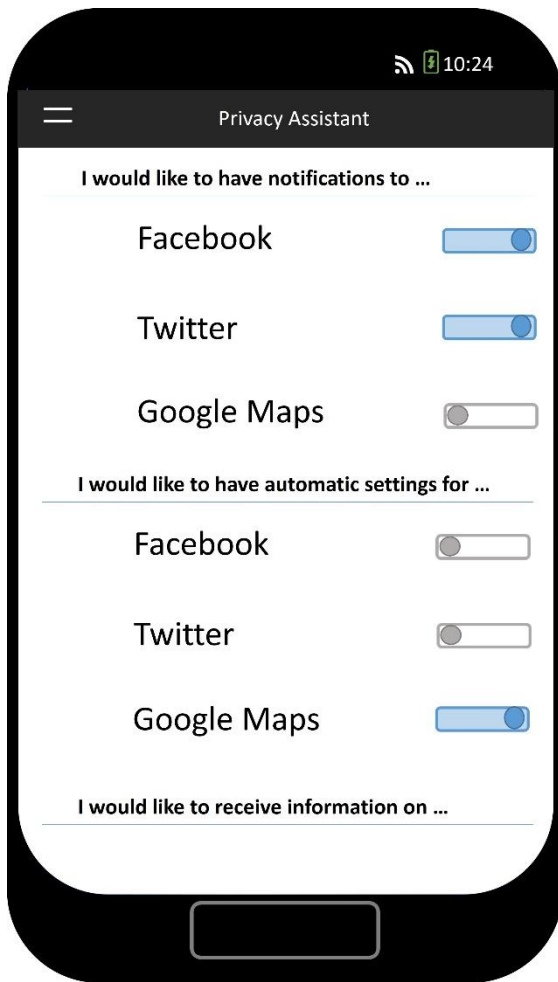 10:24
Privacy Assistant
I would like to have notifications to ...
Facebook
Twitter
Google Maps
I would like to have automatic settings for ...
Facebook
Twitter
Google Maps
I would like to receive information on ...